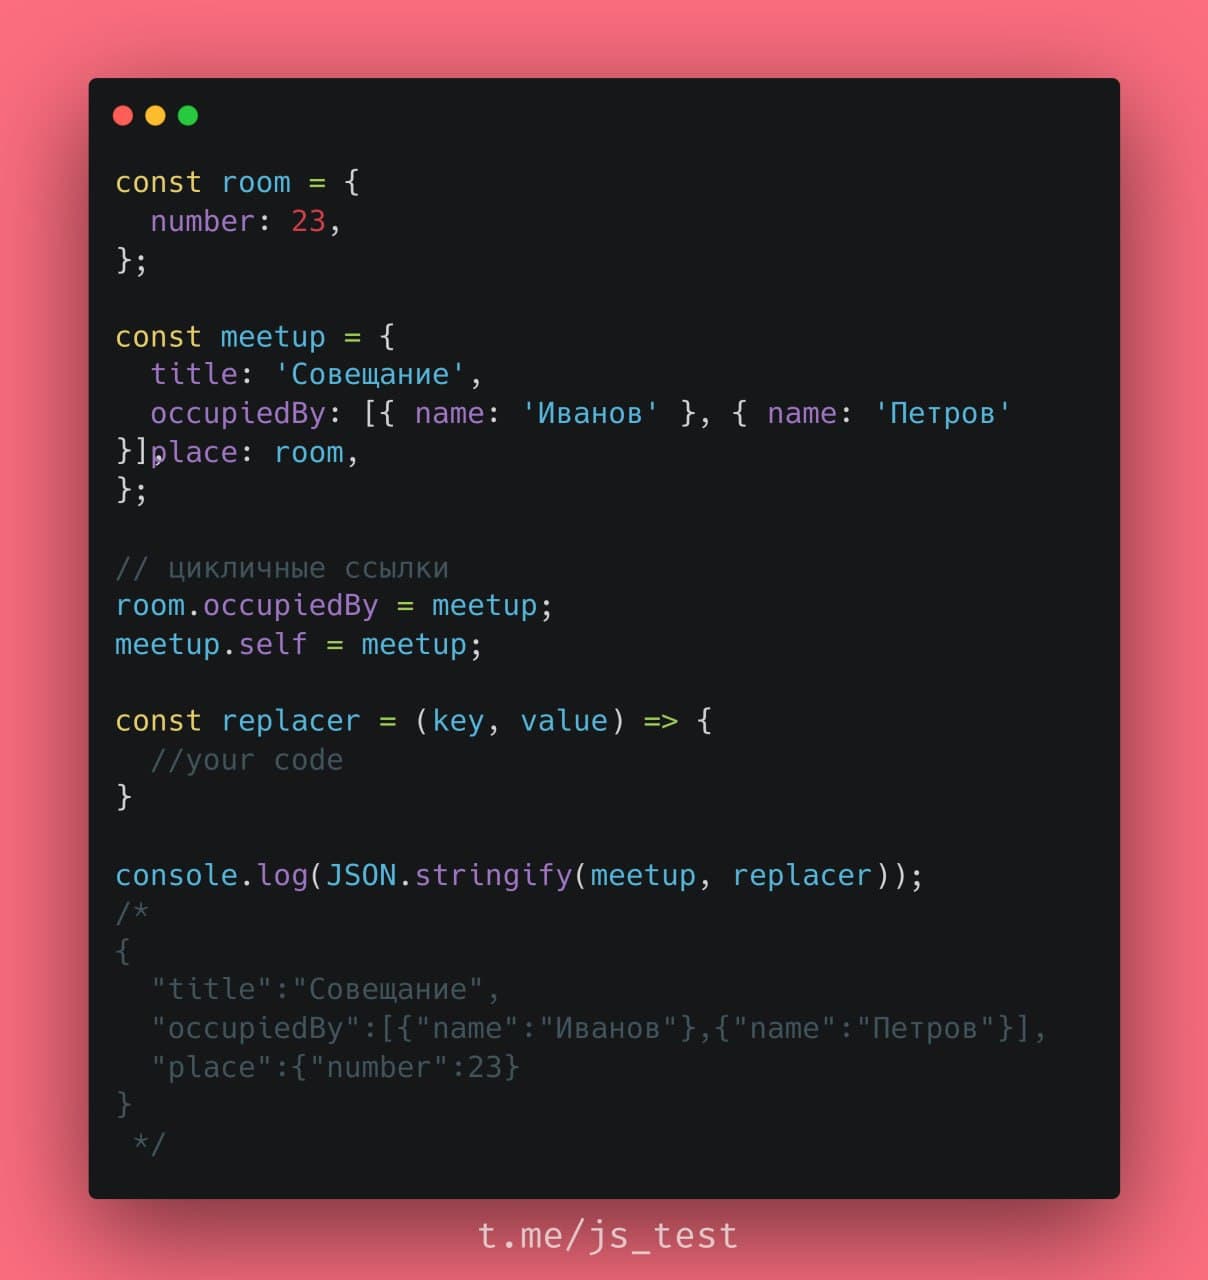 const room = {
  number: 23,
};

const meetup = {
  title: 'Совещание',
  occupiedBy: [{ name: 'Иванов' }, { name: 'Петров'
}],place: room,
};

// цикличные ссылки
room.occupiedBy = meetup;
meetup.self = meetup;

const replacer = (key, value) => {
  //your code
}

console.log(JSON.stringify(meetup, replacer));
/*
{
  "title":"Совещание",
  "occupiedBy":[{"name":"Иванов"},{"name":"Петров"}],
  "place":{"number":23}
}
 */
t.me/js_test